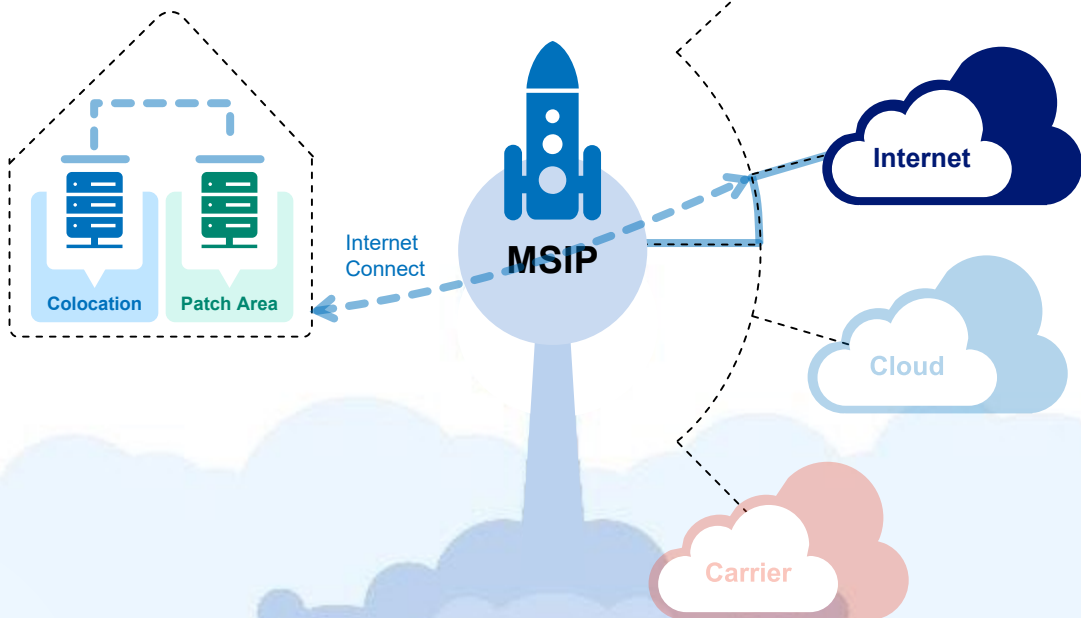 Internet
Internet
Connect
MSIP
Colocation
Patch Area
Cloud
Carrier